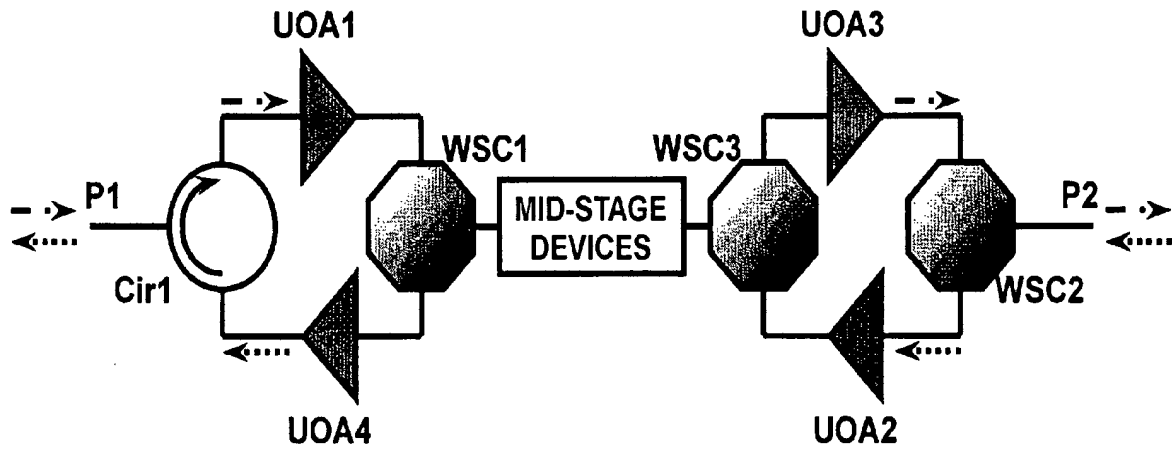 UOA1
UOA3
WSC1
WSC3
P1
MID-STAGE
DEVICES
P2
Cir1
WSC2
UOA4
UOA2